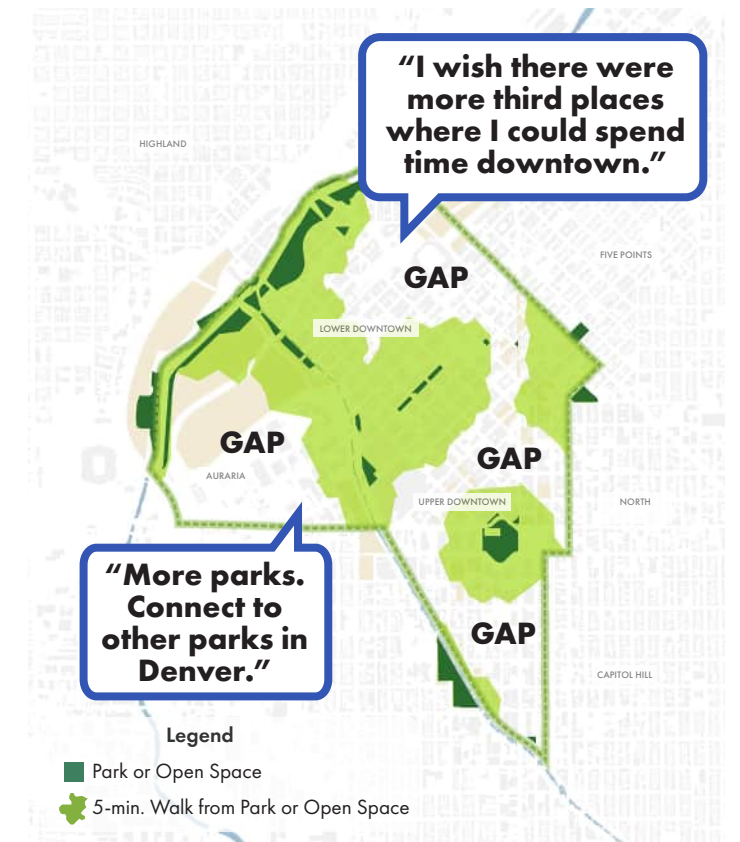 “I wish there were
more third places
where I could spend
time downtown.”
HIGHLAND
FIVE POINTS
GAP
LOWER DOWNTOWN
GAP
GAP
AURARIA
UPPER DOWNTOWN
NORTH
“More parks.
Connect to
other parks in
Denver.”
GAP
CAPITOL HILL
Legend
Park or Open Space
5-min. Walk from Park or Open Space